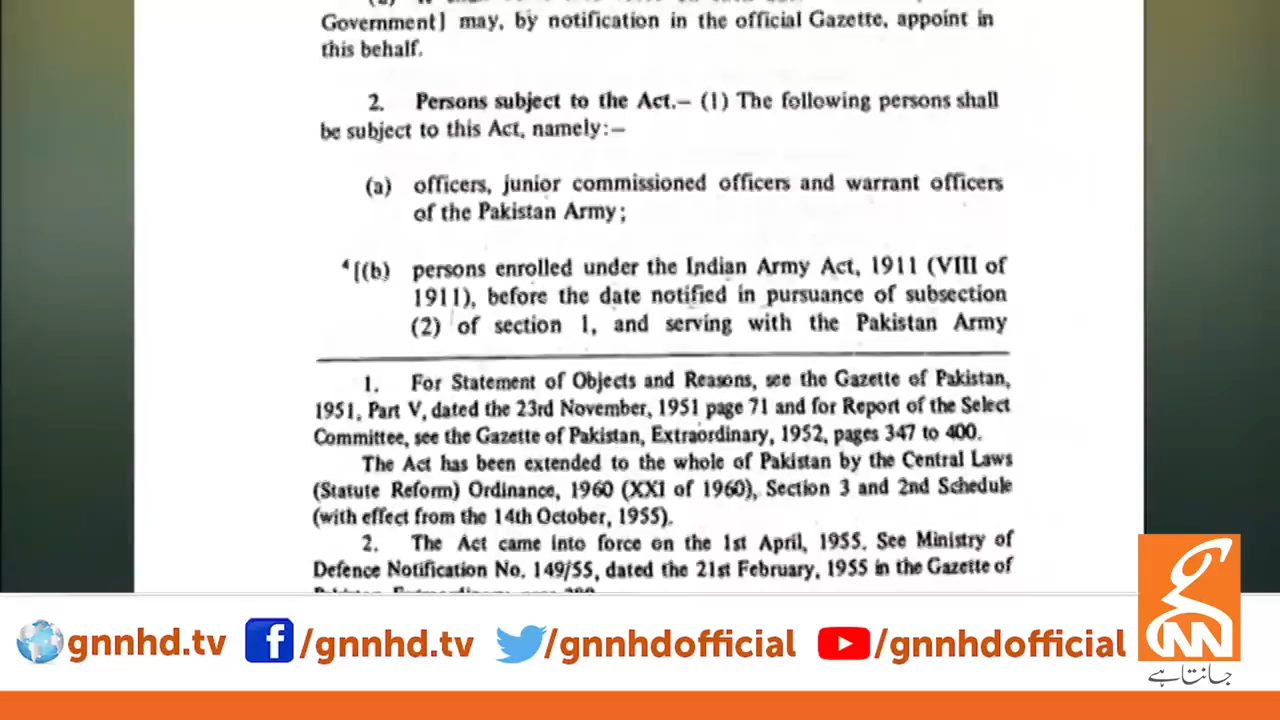 Government] may, by notification in the official Gazette, appoint in
this behalf.
2. Persons subject to the Act.— (1) The following persons shall
be subject to this Act, namely:—
(a) officers, junior commissioned officers and warrant officers
of the Pakistan Army;
4[(b) persons enrolled under the Indian Army Act, 1911 (VIII of
1911), before the date notified in pursuance of subsection
(2) of section 1, and serving with the Pakistan Army
1. For Statement of Objects and Reasons, see the Gazette of Pakistan,
1951, Part V, dated the 23rd November, 1951 page 71 and for Report of the Select
Committee, see the Gazette of Pakistan, Extraordinary, 1952, pages 347 to 400.
The Act has been extended to the whole of Pakistan by the Central Laws
(Statute Reform) Ordinance, 1960 (XXI of 1960), Section 3 and 2nd Schedule
(with effect from the 14th October, 1955).
2. The Act came into force on the 1st April, 1955. See Ministry of
Defence Notification No. 149/55, dated the 21st February, 1955 in the Gazette of
gnnhd.tv /gnnhd.tv /gnnhdofficial /gnnhdofficial
GNN
جانتا ہے